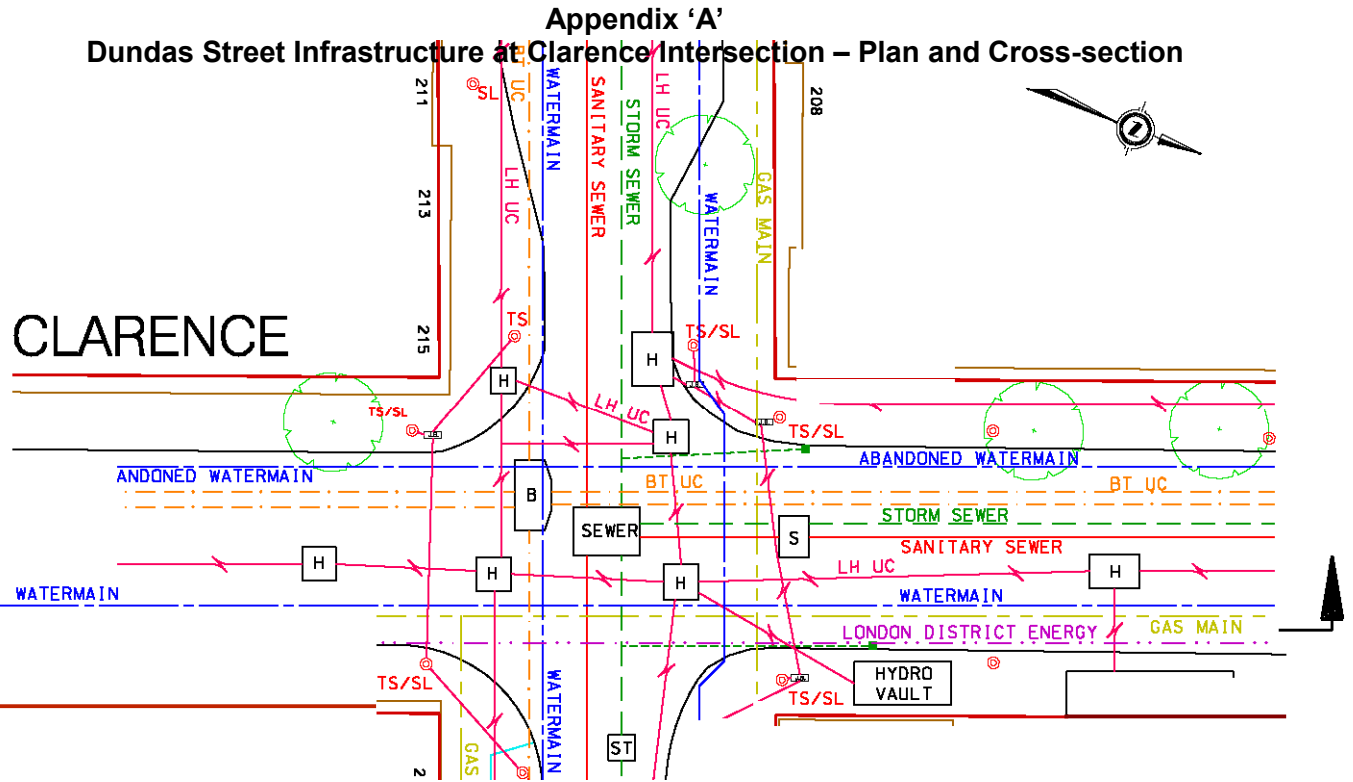 Appendix ‘A’
Dundas Street Infrastructure at Clarence Intersection – Plan and Cross-section
211
SL
BT UC
WATERMAIN
SANITARY SEWER
STORM SEWER
LH UC
208
LH UC
213
WATERMAIN
GAS MAIN
Z
CLARENCE
215
TS
TS/SL
H
H
LH UC
TS/SL
H
TS/SL
ANDONED WATERMAIN
ABANDONED WATERMAIN
B
BT UC
BT UC
STORM SEWER
SEWER
S
SANITARY SEWER
H
H
H
LH UC
H
WATERMAIN
WATERMAIN
LONDON DISTRICT ENERGY
GAS MAIN
TS/SL
WATERMAIN
TS/SL
HYDRO
VAULT
GAS
ST
2